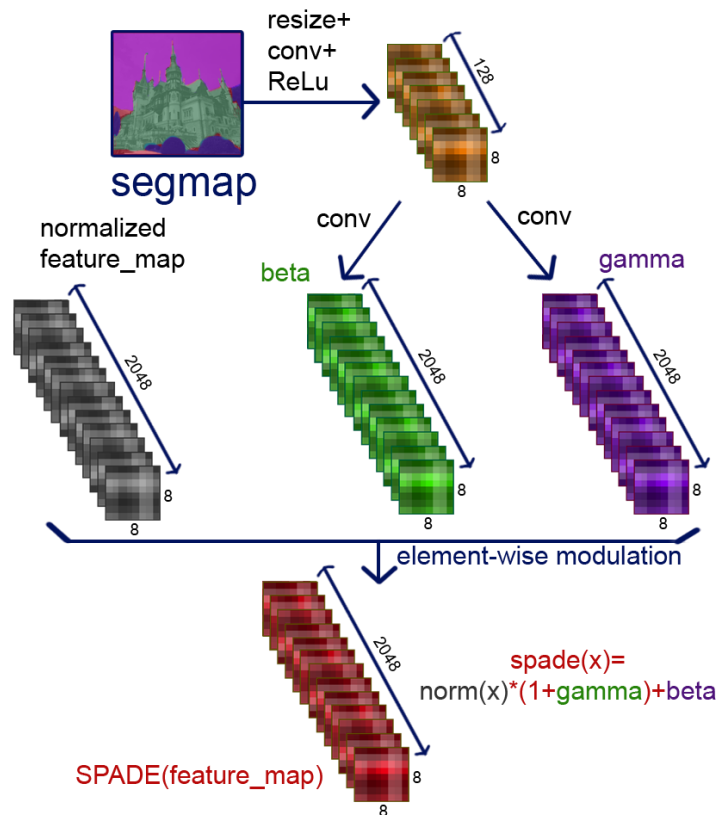 resize+
conv+
ReLu
128
8
8
segmap
conv
conv
normalized
feature_map
beta
gamma
2048
2048
2048
8
8
8
8
8
8
element-wise modulation
2048
spade(x)=
norm(x)*(1+gamma)+beta
SPADE(feature_map)
8
8